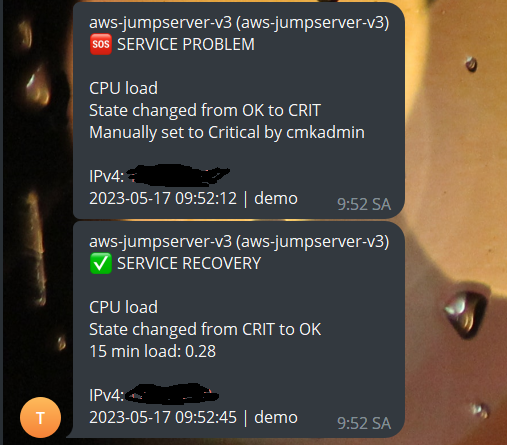 aws-jumpserver-v3 (aws-jumpserver-v3)
🆘 SERVICE PROBLEM
CPU load
State changed from OK to CRIT
Manually set to Critical by cmkadmin
IPv4:
2023-05-17 09:52:12 | demo
9:52 SA
aws-jumpserver-v3 (aws-jumpserver-v3)
✅ SERVICE RECOVERY
CPU load
State changed from CRIT to OK
15 min load: 0.28
IPv4:
2023-05-17 09:52:45 | demo
9:52 SA
T